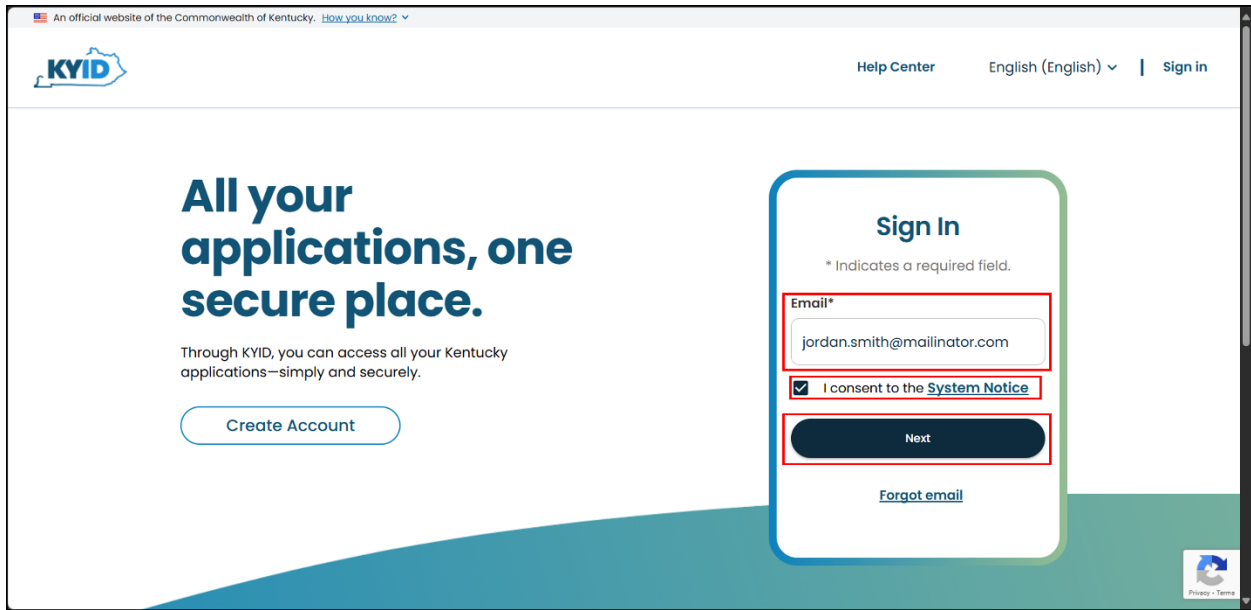 An official website of the Commonwealth of Kentucky. How you know?
KYID
Help Center
English (English)
Sign in
All your
applications, one
secure place.
Through KYID, you can access all your Kentucky
applications—simply and securely.
Create Account
Sign In
* Indicates a required field.
Email*
jordan.smith@mailinator.com
I consent to the System Notice
Next
Forgot email
Privacy - Terms